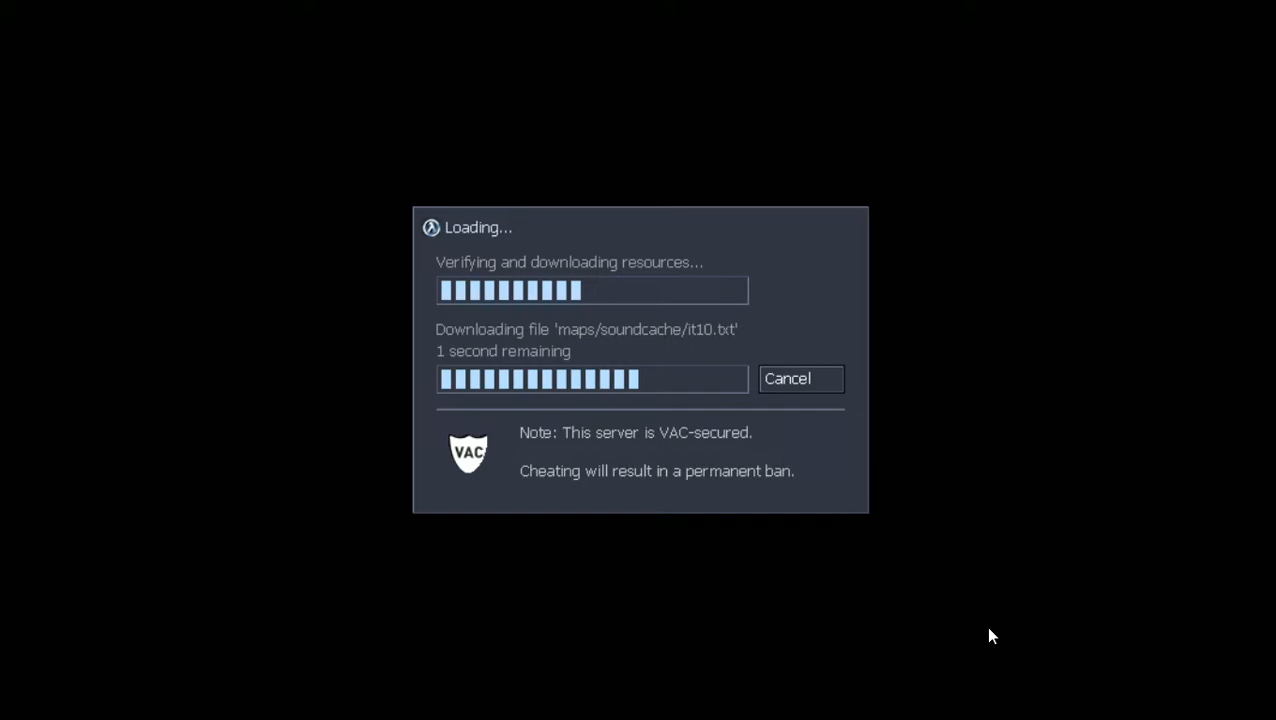 Loading...
Verifying and downloading resources...
Downloading file 'maps/soundcache/it10.txt'
1 second remaining
Cancel
VAC
Note: This server is VAC-secured.
Cheating will result in a permanent ban.